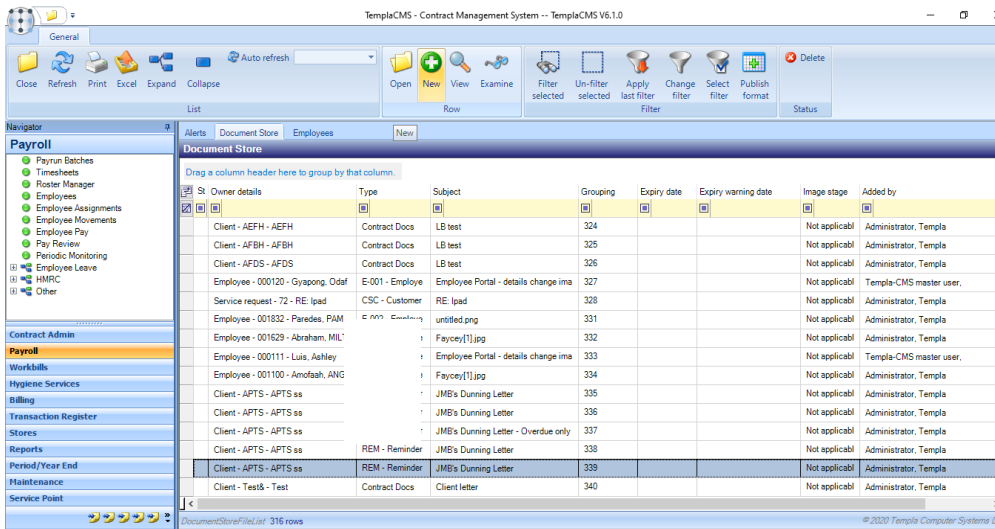 TemplaCMS - Contract Management System -- TemplaCMS V6.1.0
General
Close Refresh Print Excel Expand Collapse Auto refresh Open New View Examine Filter selected Un-filter selected Apply last filter Change filter Select filter Publish format Delete
List Row Filter Status
Navigator
Payroll
Payrun Batches
Timesheets
Roster Manager
Employees
Employee Assignments
Employee Movements
Employee Pay
Pay Review
Periodic Monitoring
Employee Leave
HMRC
Other
Contract Admin
Payroll
Workbills
Hygiene Services
Billing
Transaction Register
Stores
Reports
Period/Year End
Maintenance
Service Point
Alerts Document Store Employees New
Document Store
Drag a column header here to group by that column.
St Owner details Type Subject Grouping Expiry date Expiry warning date Image stage Added by
Client - AEFH - AEFH Contract Docs LB test 324 Not applicabl Administrator, Templa
Client - AFBH - AFBH Contract Docs LB test 325 Not applicabl Administrator, Templa
Client - AFDS - AFDS Contract Docs LB test 326 Not applicabl Administrator, Templa
Employee - 000120 - Gyapong, Odaf E-001 - Employe Employee Portal - details change ima 327 Not applicabl Templa-CMS master user,
Service request - 72 - RE: Ipad CSC - Customer RE: Ipad 328 Not applicabl Administrator, Templa
Employee - 001832 - Paredes, PAM untitled.png 331 Not applicabl Administrator, Templa
Employee - 001629 - Abraham, MIL Faycey[1].jpg 332 Not applicabl Administrator, Templa
Employee - 000111 - Luis, Ashley Employee Portal - details change ima 333 Not applicabl Templa-CMS master user,
Employee - 001100 - Amofaah, ANG Faycey[1].jpg 334 Not applicabl Administrator, Templa
Client - APTS - APTS ss JMB's Dunning Letter 335 Not applicabl Administrator, Templa
Client - APTS - APTS ss JMB's Dunning Letter 336 Not applicabl Administrator, Templa
Client - APTS - APTS ss JMB's Dunning Letter - Overdue only 337 Not applicabl Administrator, Templa
Client - APTS - APTS ss REM - Reminder JMB's Dunning Letter 338 Not applicabl Administrator, Templa
Client - APTS - APTS ss REM - Reminder JMB's Dunning Letter 339 Not applicabl Administrator, Templa
Client - Test& - Test Contract Docs Client letter 340 Not applicabl Administrator, Templa
DocumentStoreFileList 316 rows © 2020 Templa Computer Systems